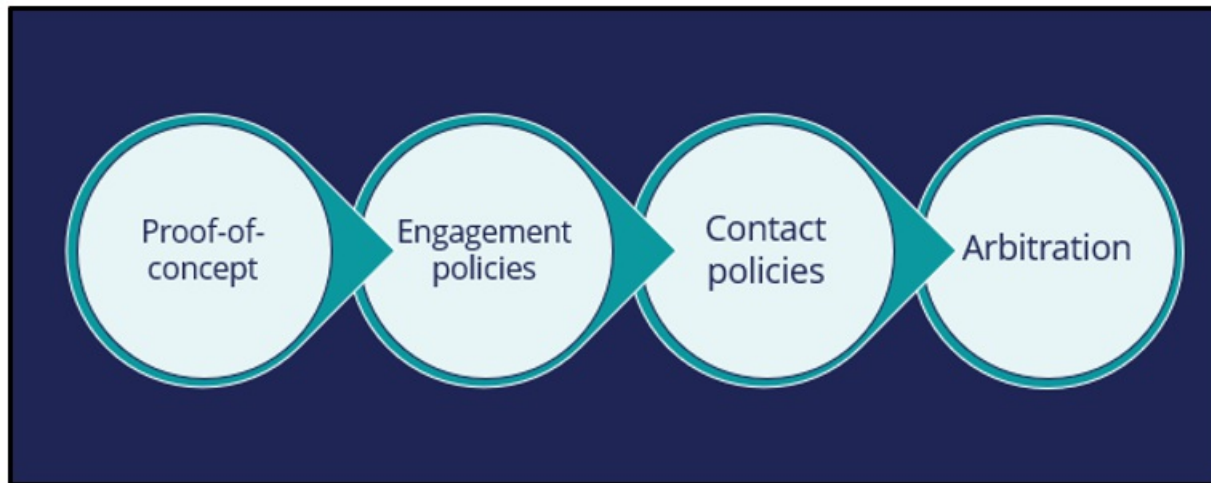 Proof-of-
concept
Engagement
policies
Contact
policies
Arbitration